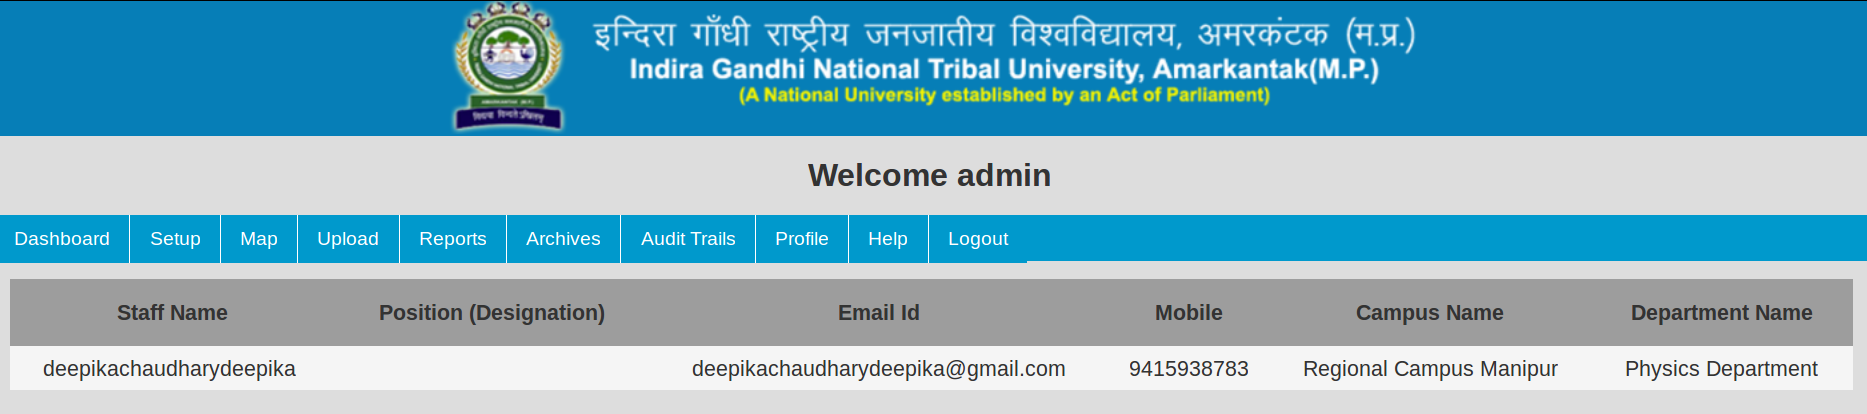 इन्दिरा गाँधी राष्ट्रीय जनजातीय विश्वविद्यालय, अमरकंटक (म.प्र.)
Indira Gandhi National Tribal University, Amarkantak(M.P.)
(A National University established by an Act of Parliament)
AMARKANTAK (M.P.)
Welcome admin
Dashboard Setup Map Upload Reports Archives Audit Trails Profile Help Logout
Staff Name Position (Designation) Email Id Mobile Campus Name Department Name
deepikachaudharydeepika deepikachaudharydeepika@gmail.com 9415938783 Regional Campus Manipur Physics Department